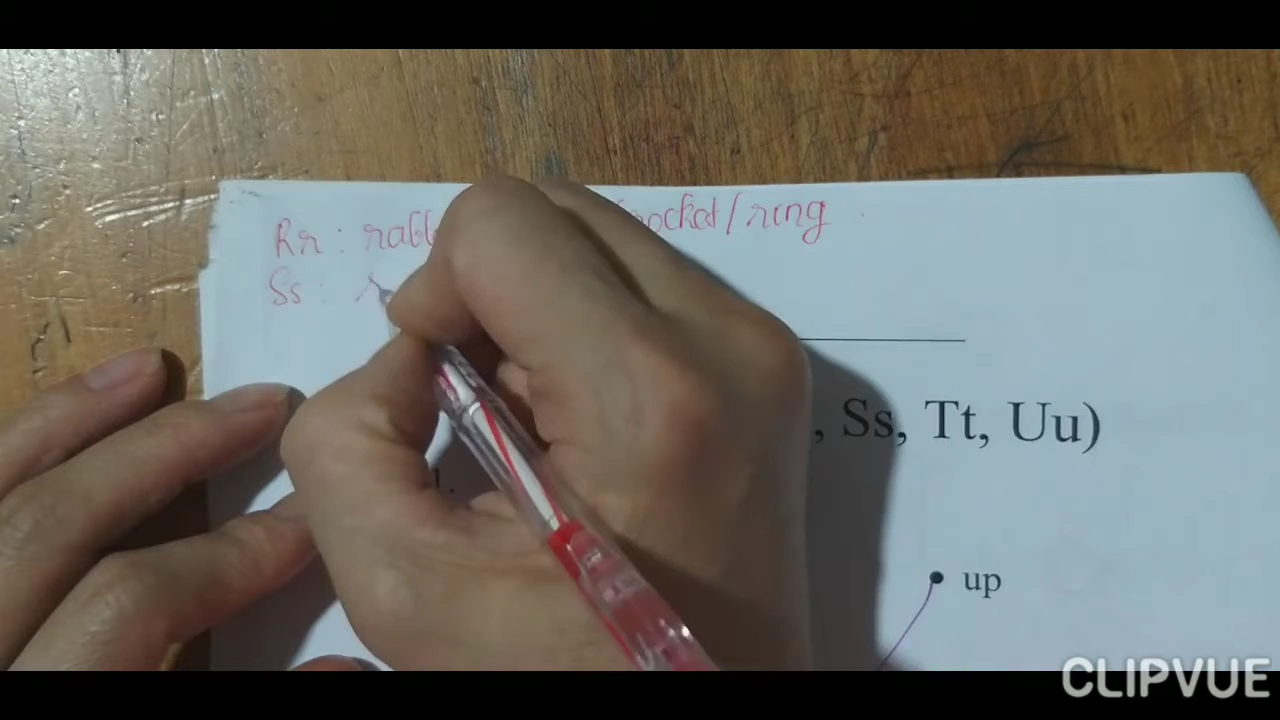 Rr : rabb /rocket/ring
Ss :
, Ss, Tt, Uu)
up
CLIPVUE